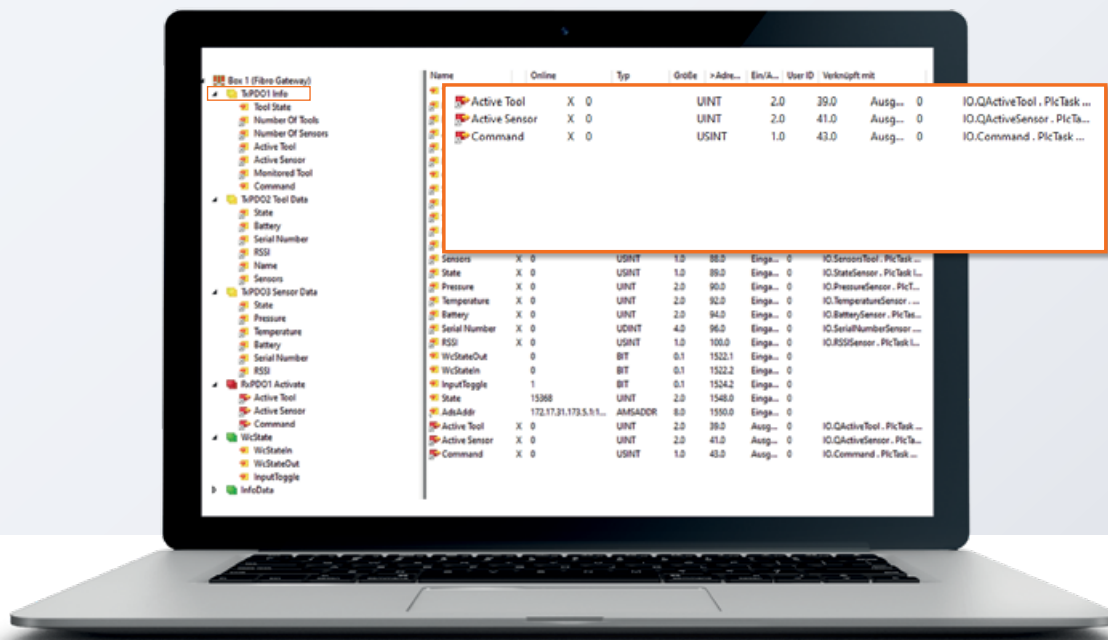 Box 1 (Fibro Gateway)
TxPDO1 Info
Tool State
Number Of Tools
Number Of Sensors
Active Tool
Active Sensor
Monitored Tool
Command
TxPDO2 Tool Data
State
Battery
Serial Number
RSSI
Name
Sensors
TxPDO3 Sensor Data
State
Pressure
Temperature
Battery
Serial Number
RSSI
RxPDO1 Activate
Active Tool
Active Sensor
Command
WcState
WcStateIn
WcStateOut
InputToggle
InfoData
Name Online Typ Größe >Adre... Ein/A... User ID Verknüpft mit
Active Tool X 0 UINT 2.0 39.0 Ausg... 0 IO.QActiveTool . PlcTask ...
Active Sensor X 0 UINT 2.0 41.0 Ausg... 0 IO.QActiveSensor . PlcTa...
Command X 0 USINT 1.0 43.0 Ausg... 0 IO.Command . PlcTask ...
Sensors X 0 USINT 1.0 88.0 Einga... 0 IO.SensorsTool . PlcTask ...
State X 0 USINT 1.0 89.0 Einga... 0 IO.StateSensor . PlcTask I...
Pressure X 0 UINT 2.0 90.0 Einga... 0 IO.PressureSensor . PlcT...
Temperature X 0 UINT 2.0 92.0 Einga... 0 IO.TemperatureSensor . ...
Battery X 0 UINT 2.0 94.0 Einga... 0 IO.BatterySensor . PlcTas...
Serial Number X 0 UDINT 4.0 96.0 Einga... 0 IO.SerialNumberSensor ....
RSSI X 0 USINT 1.0 100.0 Einga... 0 IO.RSSISensor . PlcTask I...
WcStateOut 0 BIT 0.1 1522.1 Einga... 0
WcStateIn 0 BIT 0.1 1522.2 Einga... 0
InputToggle 1 BIT 0.1 1524.2 Einga... 0
State 15368 UINT 2.0 1548.0 Einga... 0
AdsAddr 172.17.31.173.5.1:1... AMSADDR 8.0 1550.0 Einga... 0
Active Tool X 0 UINT 2.0 39.0 Ausg... 0 IO.QActiveTool . PlcTask ...
Active Sensor X 0 UINT 2.0 41.0 Ausg... 0 IO.QActiveSensor . PlcTa...
Command X 0 USINT 1.0 43.0 Ausg... 0 IO.Command . PlcTask ...